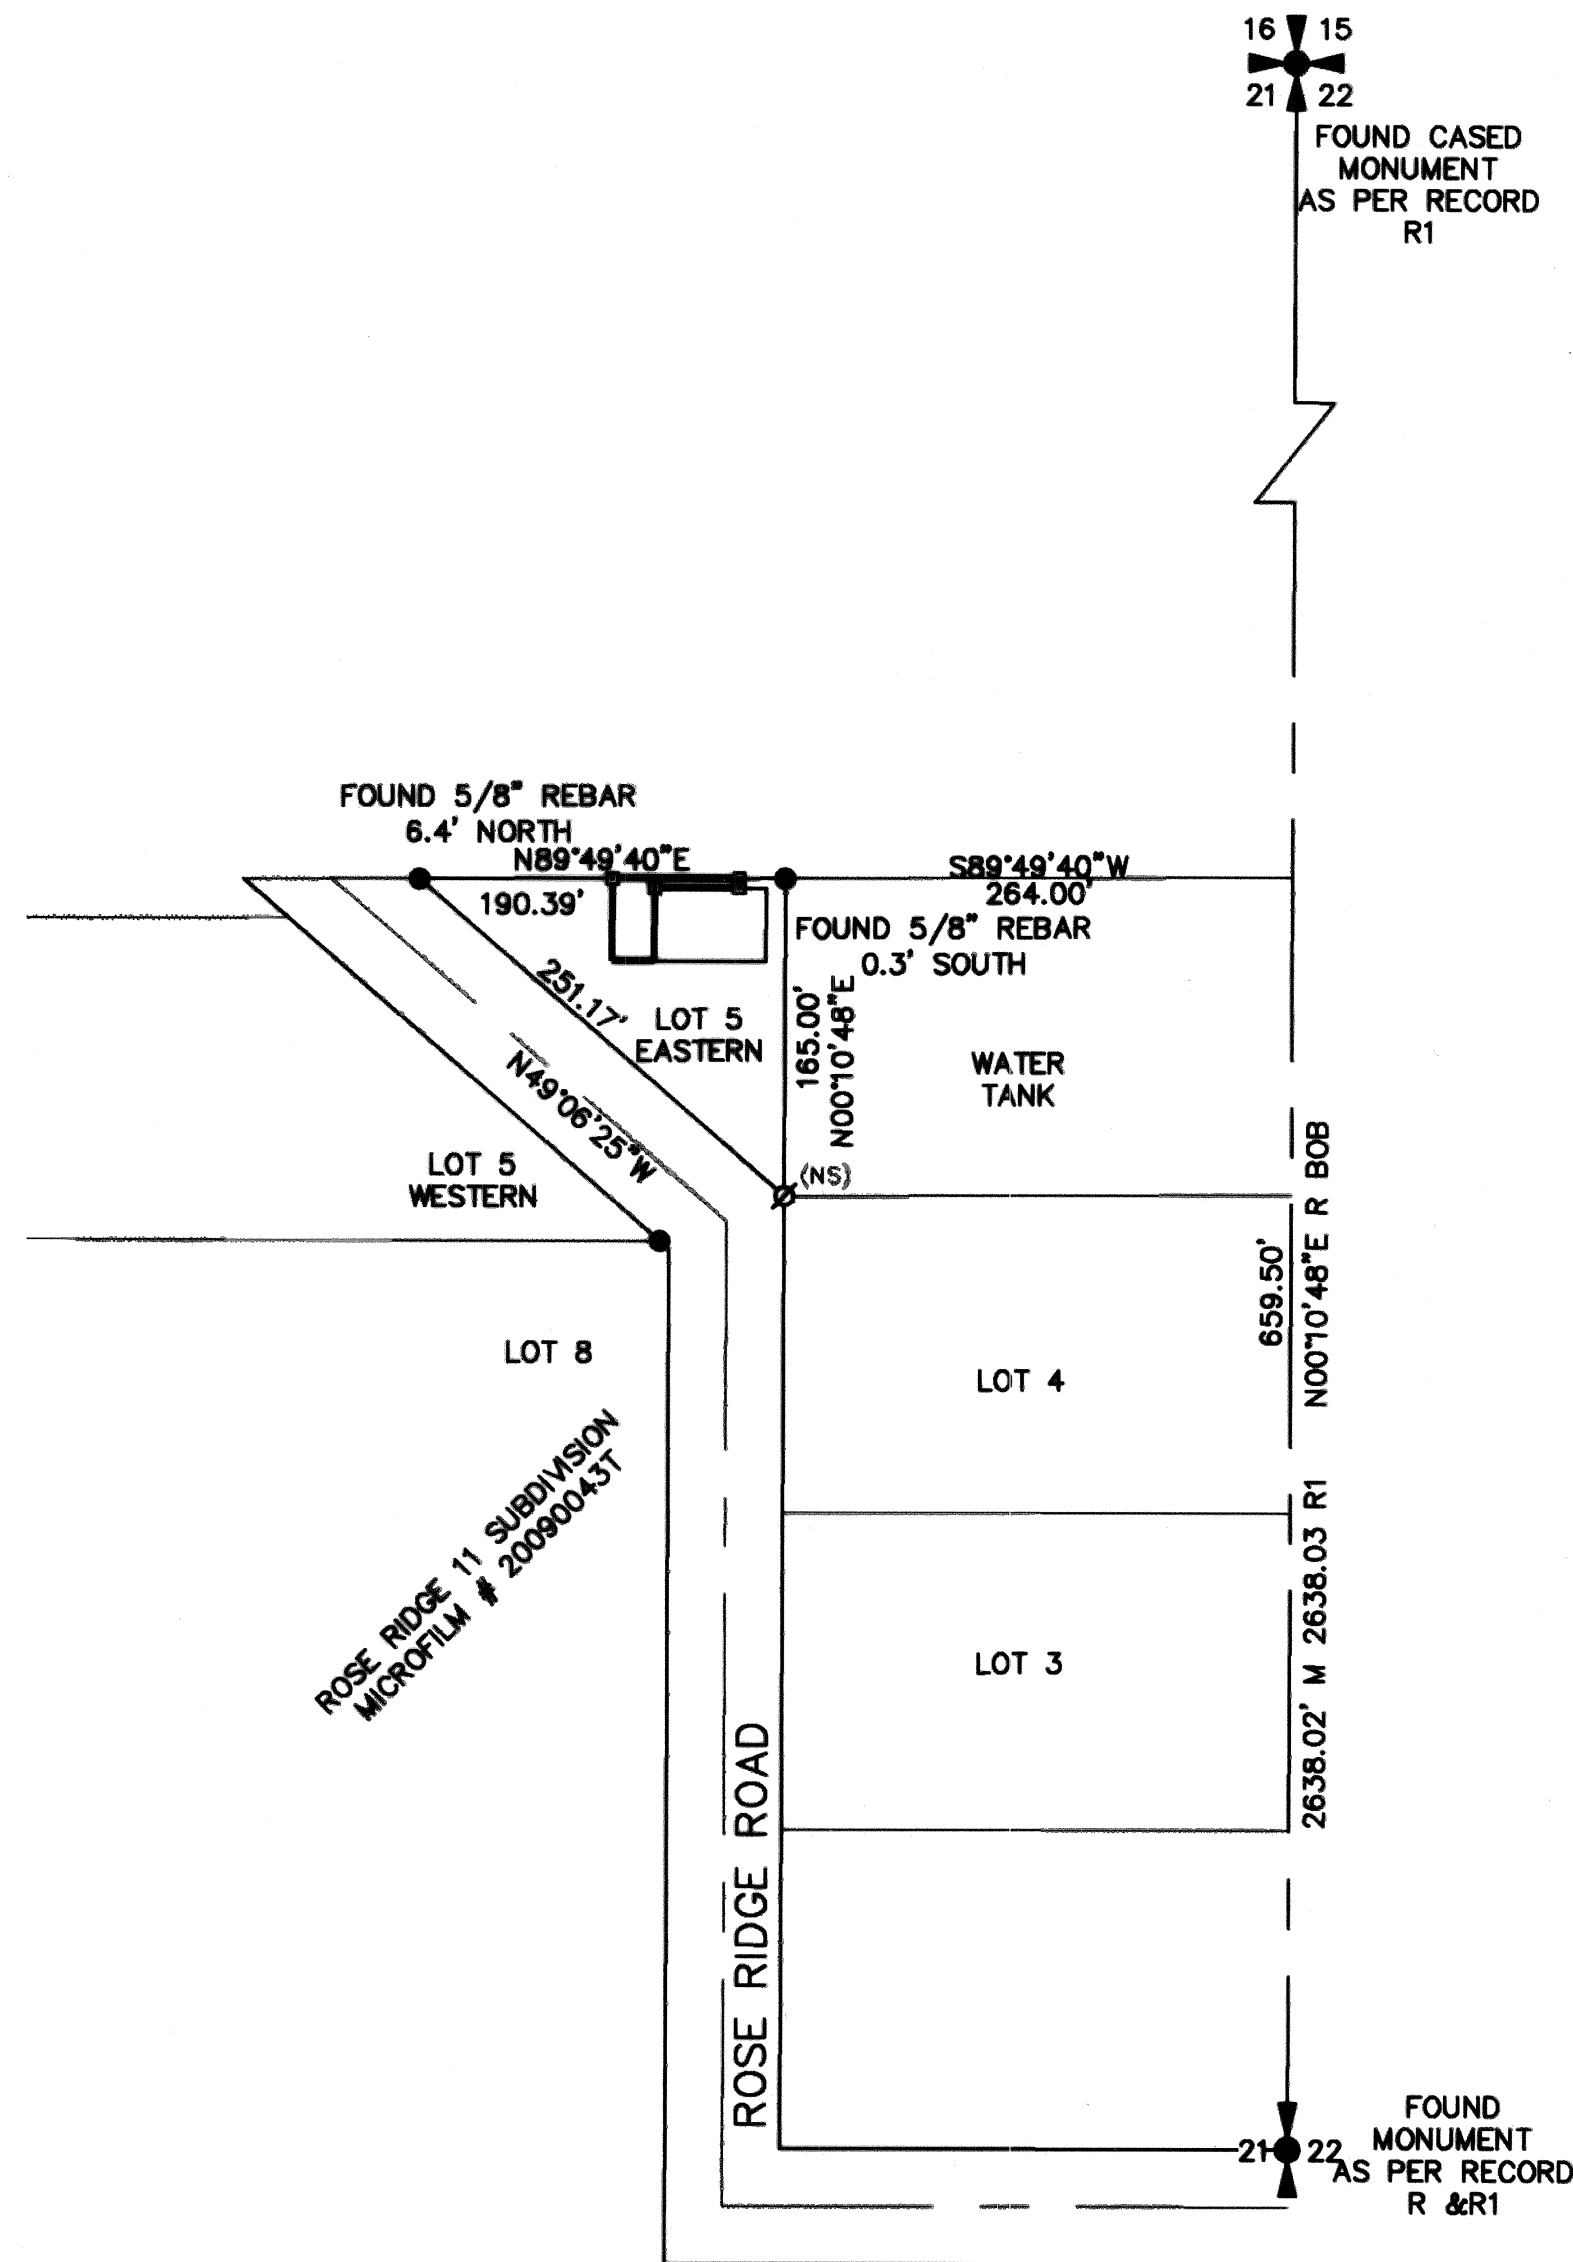 16 15
21 22
FOUND CASED
MONUMENT
AS PER RECORD
R1
FOUND 5/8" REBAR
6.4' NORTH
N89°49'40"E
190.39'
S89°49'40"W
264.00'
FOUND 5/8" REBAR
0.3' SOUTH
251.17'
LOT 5
EASTERN
165.00'
N00°10'48"E
WATER
TANK
N49°06'25"W
(NS)
LOT 5
WESTERN
659.50'
N00°10'48"E R BOB
LOT 8
LOT 4
ROSE RIDGE 11 SUBDIVISION
MICROFILM # 20090043T
2638.02' M 2638.03 R1
LOT 3
ROSE RIDGE ROAD
21 22
FOUND
MONUMENT
AS PER RECORD
R &R1